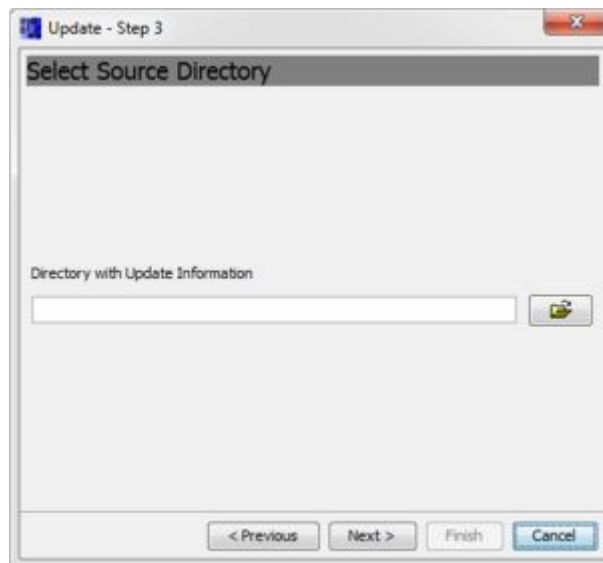 Update - Step 3
Select Source Directory
Directory with Update Information
< Previous Next > Finish Cancel